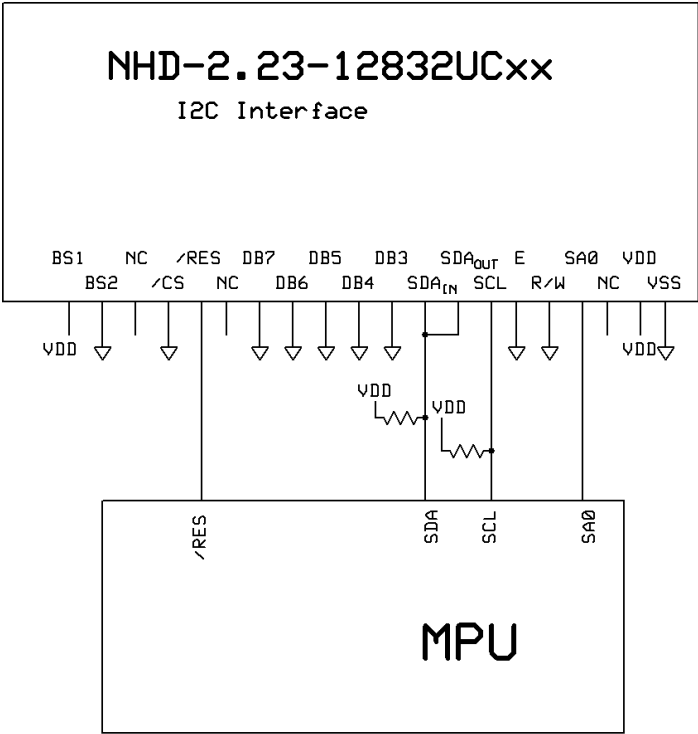 NHD-2.23-12832UCxx
I2C Interface
BS1 NC /RES DB7 DB5 DB3 SDAOUT E SA0 VDD
BS2 /CS NC DB6 DB4 SDAIN SCL R/W NC VSS
VDD VDD
VDD
VDD
/RES SDA SCL SA0
MPU